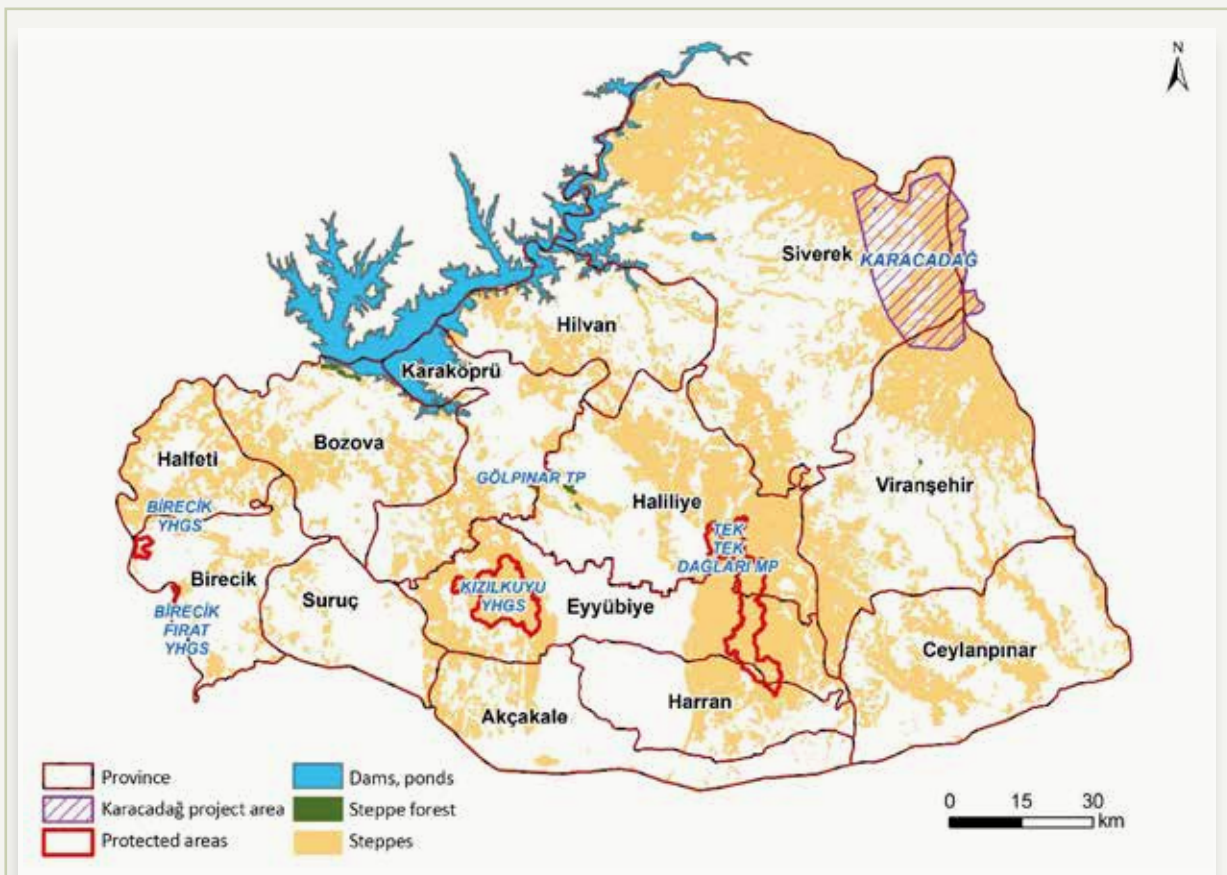 N
Siverek
KARACADAĞ
Hilvan
Karaköprü
Bozova
Halfeti
GÖLPINAR TP
Haliliye
Viranşehir
BİRECİK
YHGS
TEK
TEK
DAĞLARI MP
Birecik
Suruç
KIZILKUYU
YHGS
Eyyübiye
BİRECİK
FIRAT
YHGS
Ceylanpınar
Akçakale
Harran
Province
Karacadağ project area
Protected areas
Dams, ponds
Steppe forest
Steppes
0 15 30
km